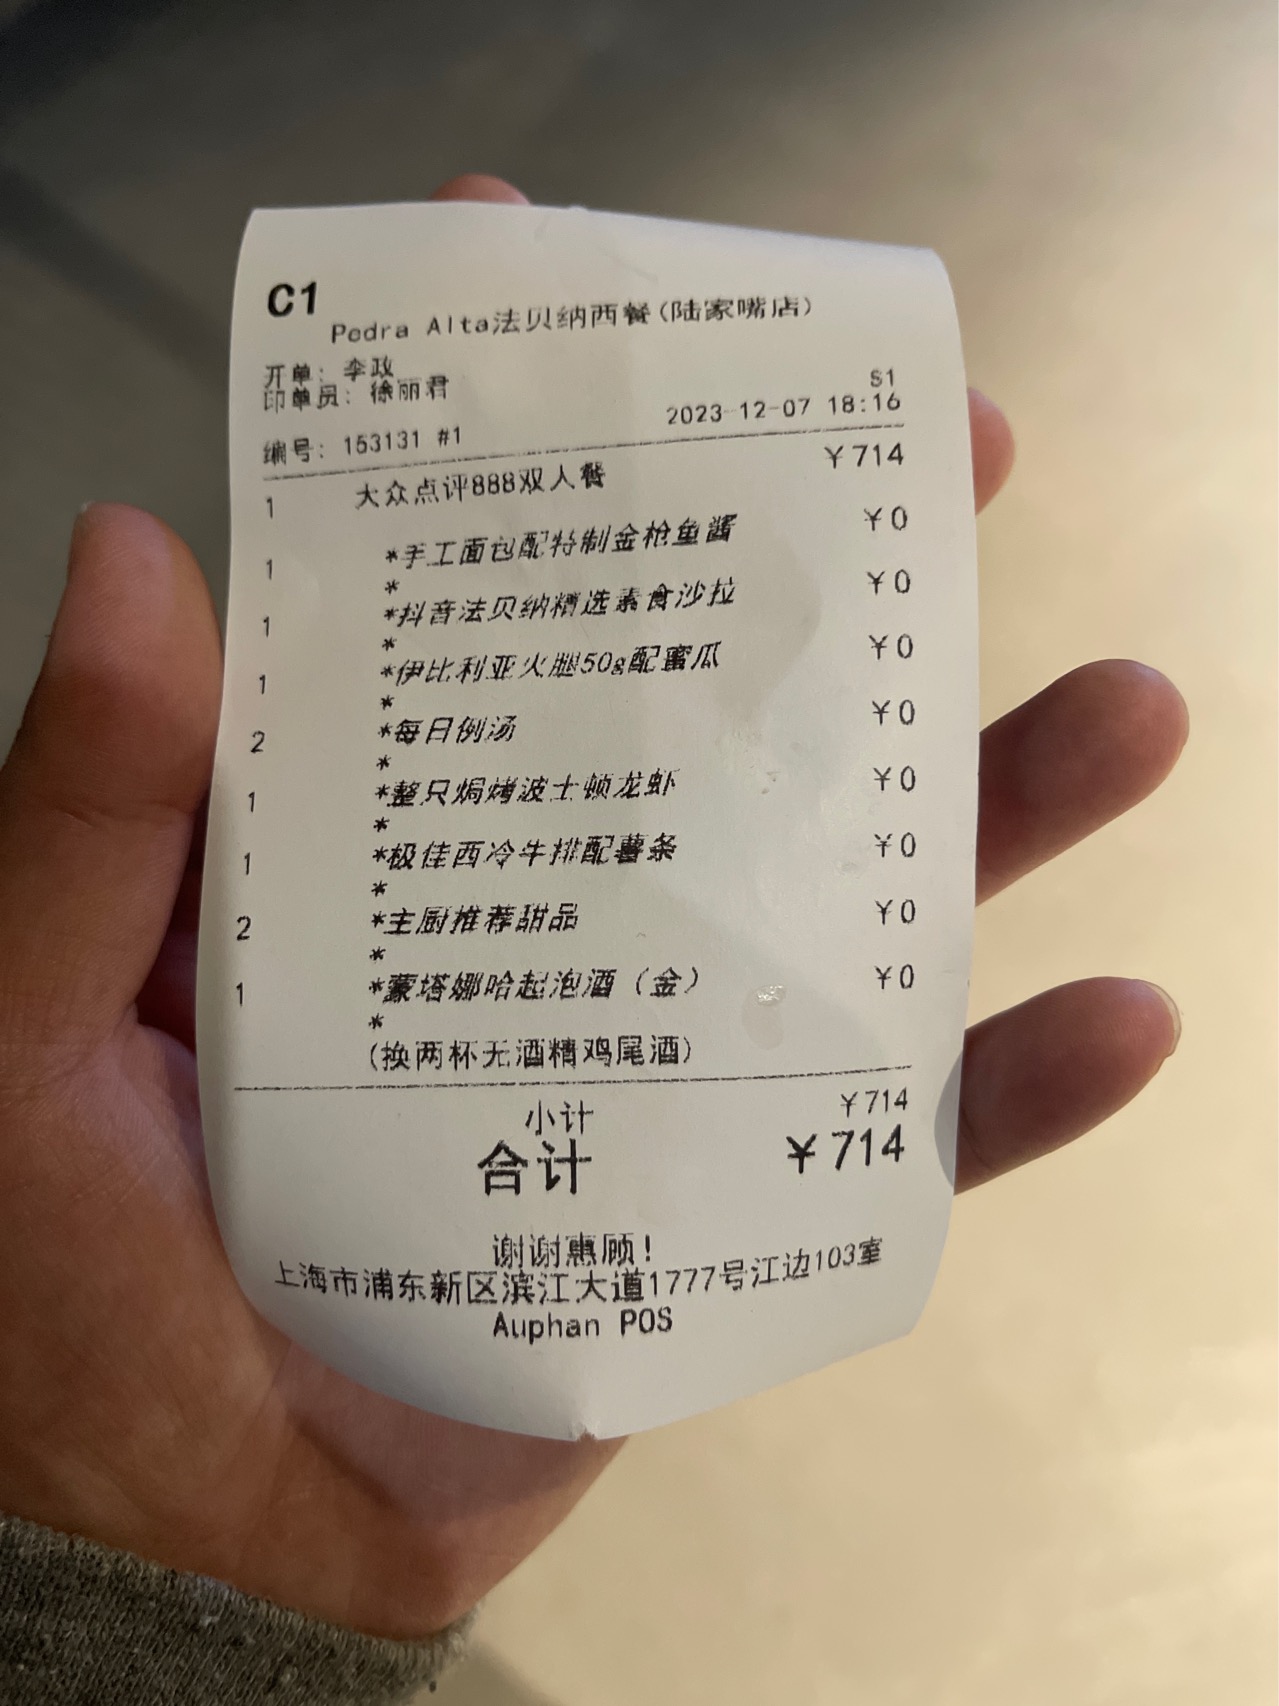 C1
Pedra Alta法贝纳西餐(陆家嘴店)
开单: 李政
印单员: 徐丽君
S1
编号: 153131 #1
2023-12-07 18:16
1 大众点评888双人餐 ¥714
1 *手工面包配特制金枪鱼酱 ¥0
*
1 *抖音法贝纳精选素食沙拉 ¥0
*
1 *伊比利亚火腿50g配蜜瓜 ¥0
*
2 *每日例汤 ¥0
*
1 *整只焗烤波士顿龙虾 ¥0
*
1 *极佳西冷牛排配薯条 ¥0
*
2 *主厨推荐甜品 ¥0
*
1 *蒙塔娜哈起泡酒（金） ¥0
*
(换两杯无酒精鸡尾酒)
小计 ¥714
合计 ¥714
谢谢惠顾!
上海市浦东新区滨江大道1777号江边103室
Auphan POS